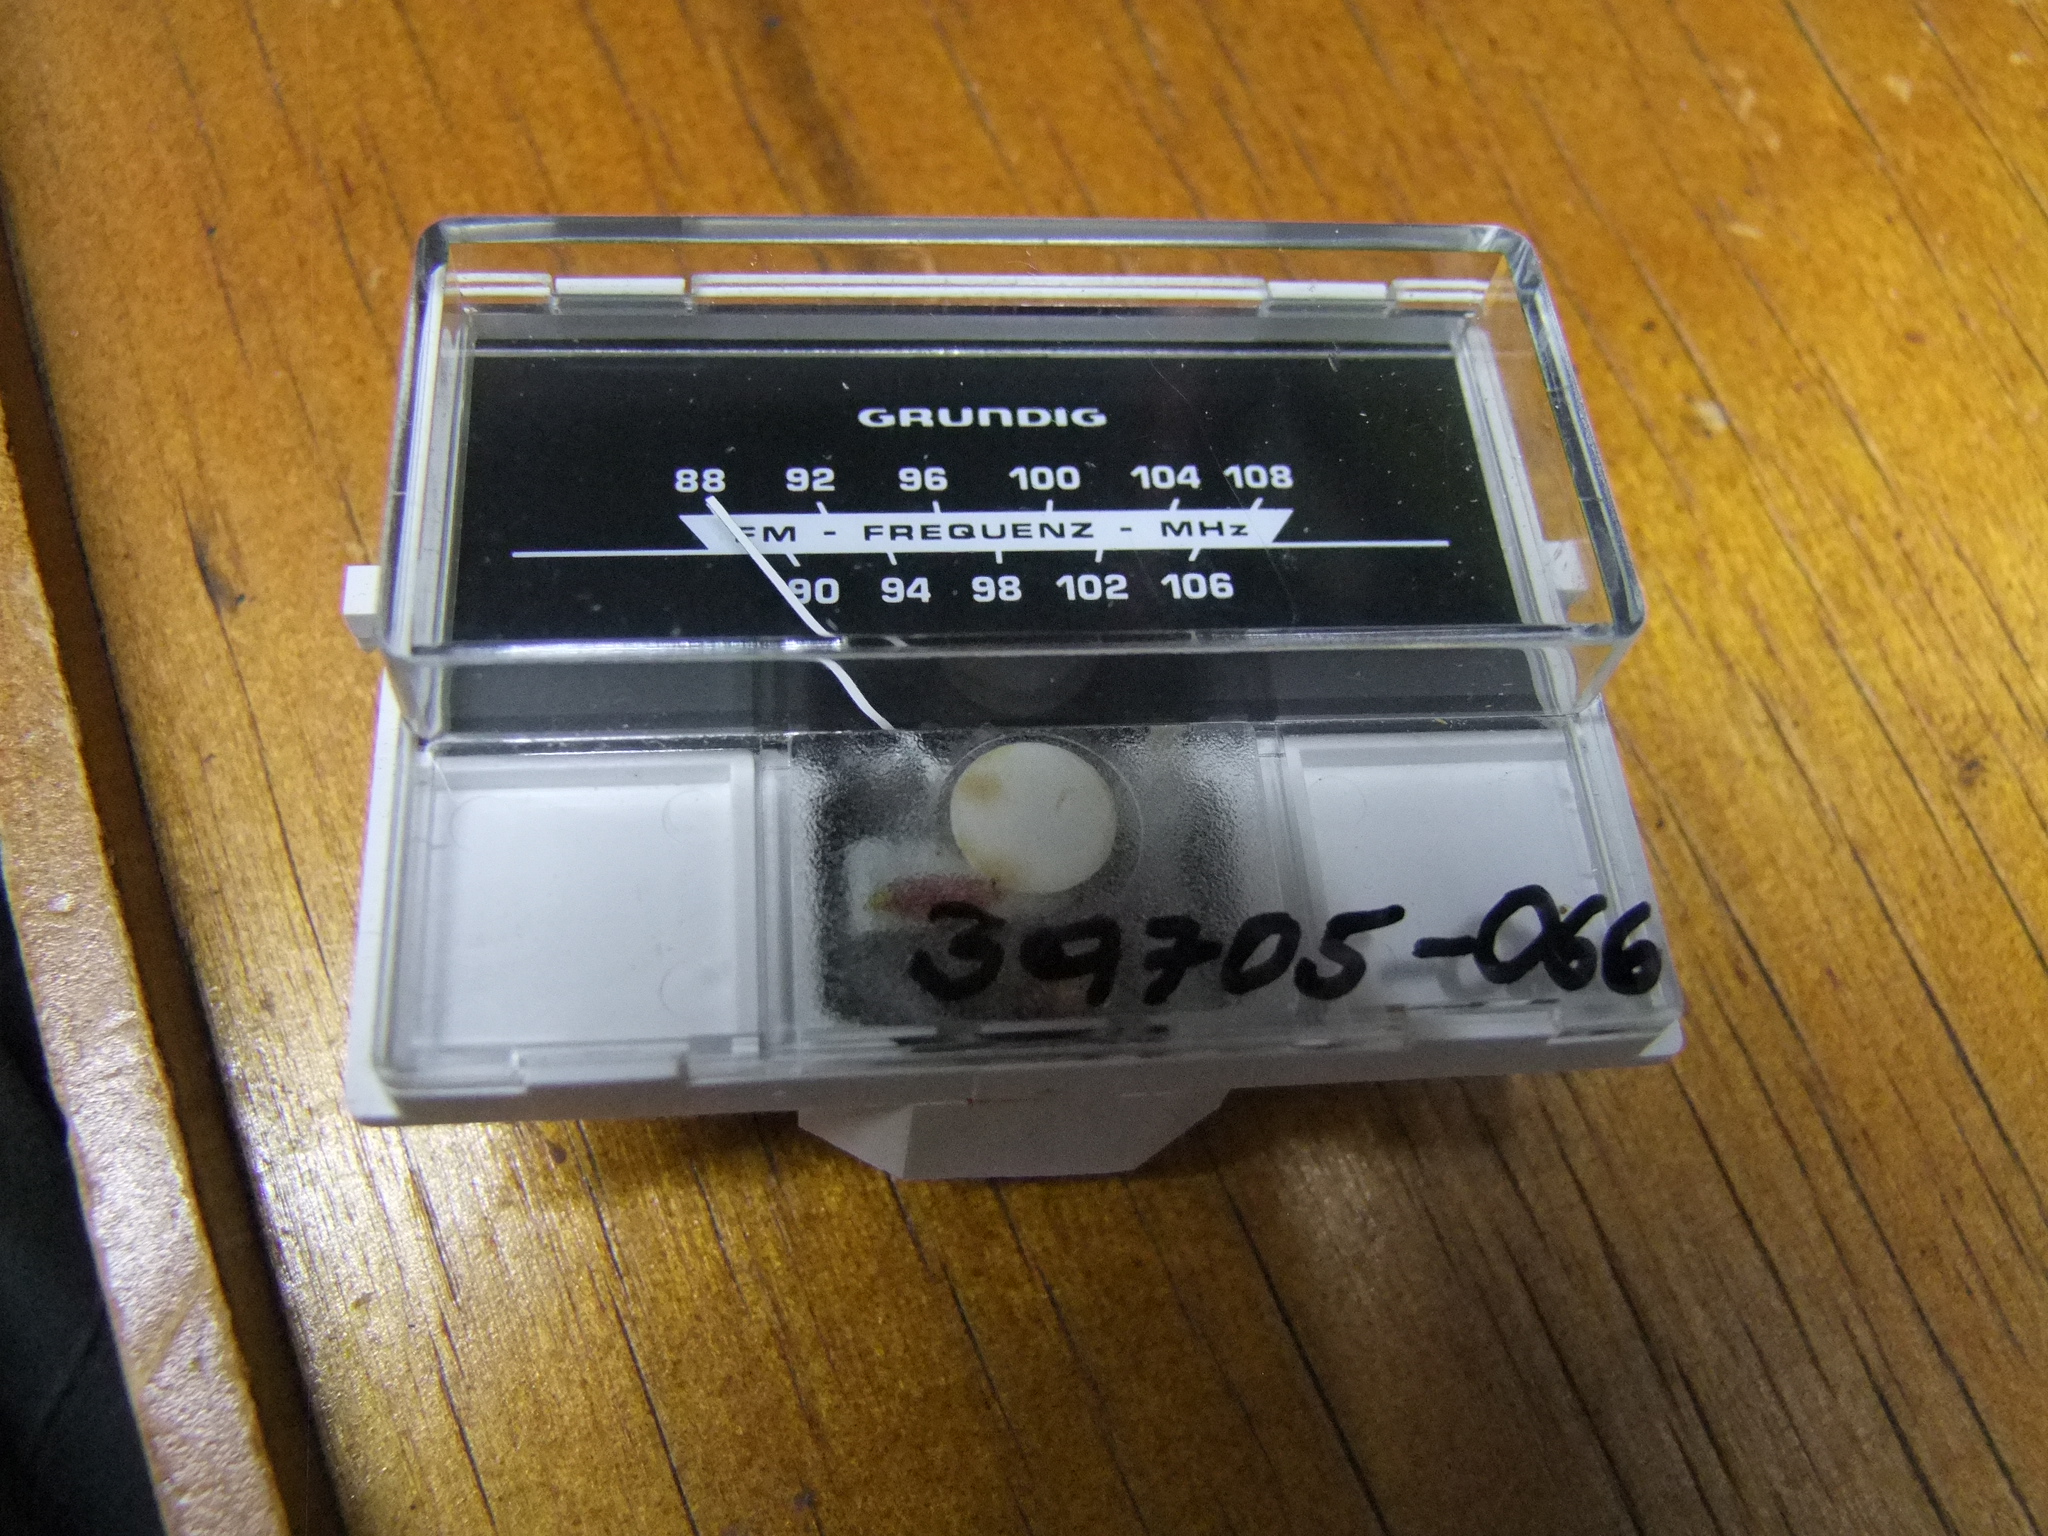 GRUNDIG
88 92 96 100 104 108
FM - FREQUENZ - MHz
90 94 98 102 106
39705-066